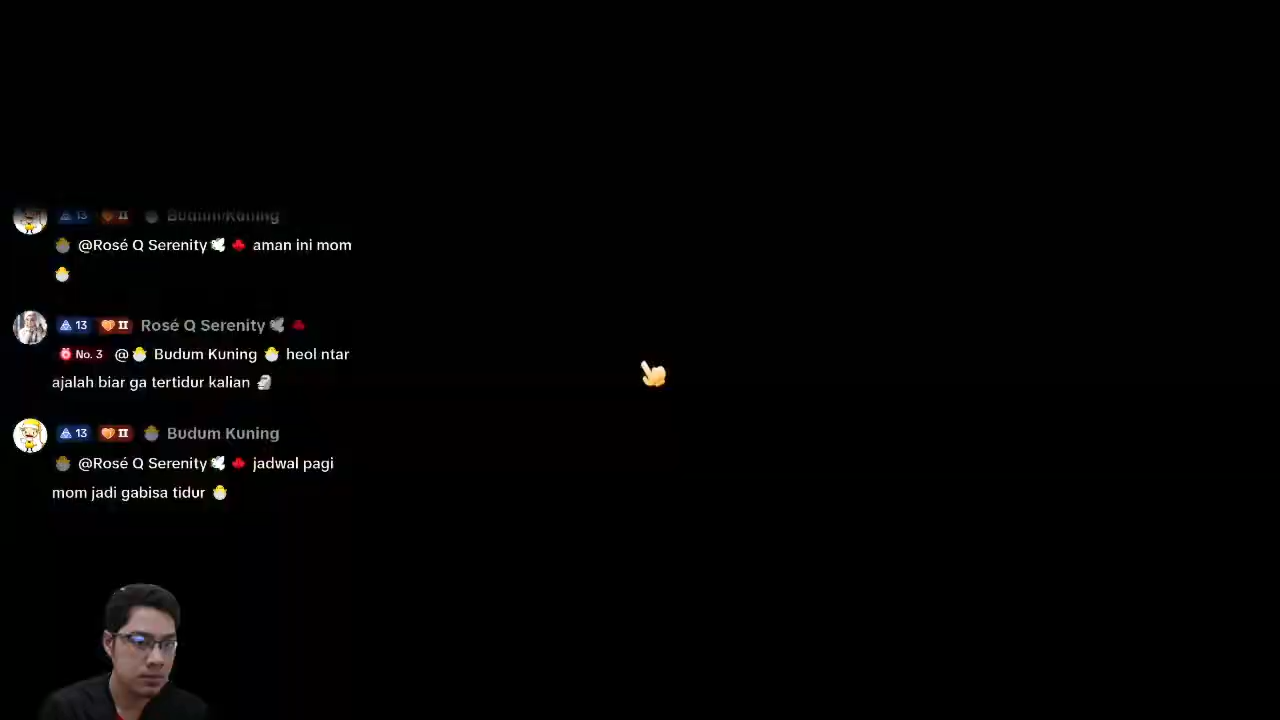 13 II Budum Kuning
@Rosé Q Serenity aman ini mom
13 II Rosé Q Serenity
No. 3 @ Budum Kuning heol ntar
ajalah biar ga tertidur kalian
13 II Budum Kuning
@Rosé Q Serenity jadwal pagi
mom jadi gabisa tidur